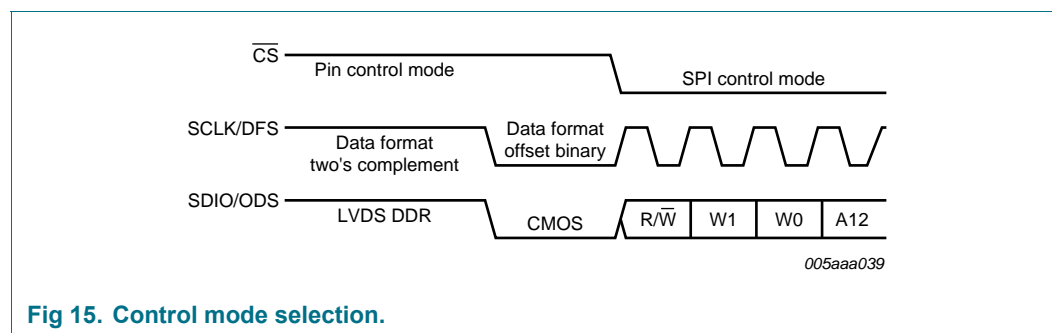 CS
Pin control mode
SPI control mode
SCLK/DFS
Data format
two's complement
Data format
offset binary
SDIO/ODS
LVDS DDR
CMOS
R/W̅
W1
W0
A12
005aaa039
Fig 15. Control mode selection.